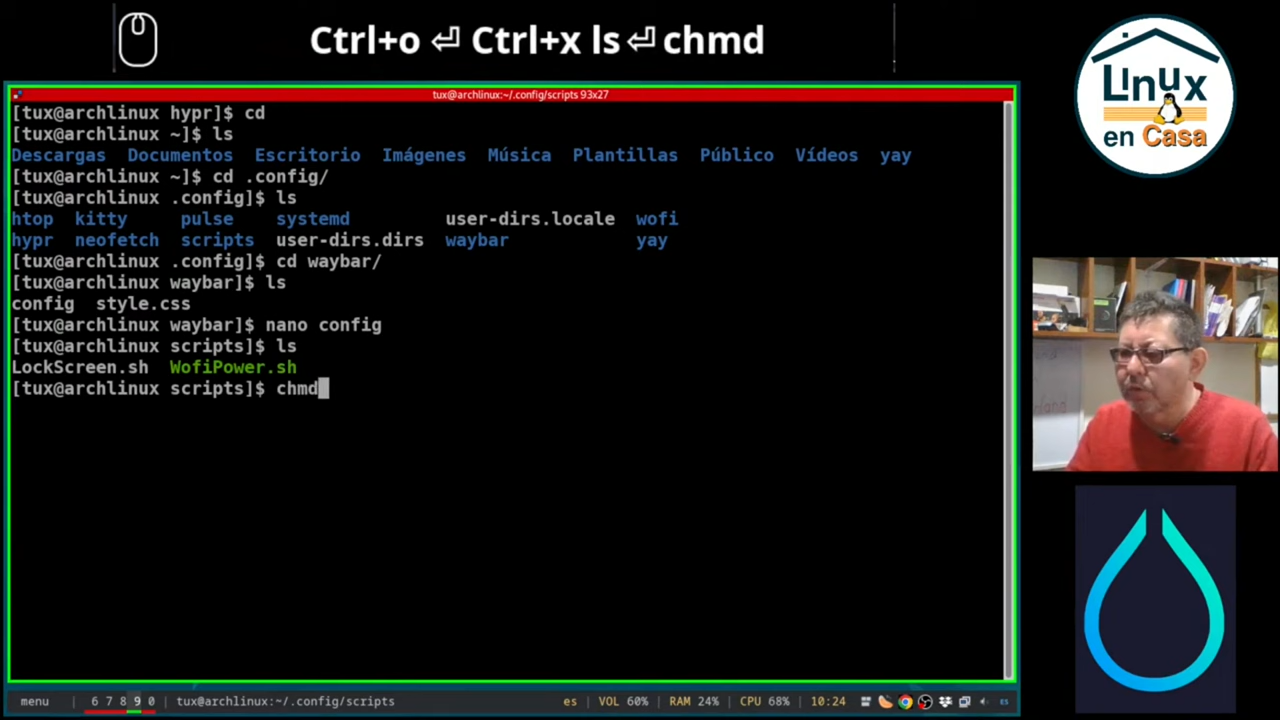 Ctrl+o ⏎ Ctrl+x ls⏎ chmd
tux@archlinux:~/.config/scripts 93x27
[tux@archlinux hypr]$ cd
[tux@archlinux ~]$ ls
Descargas Documentos Escritorio Imágenes Música Plantillas Público Vídeos yay
[tux@archlinux ~]$ cd .config/
[tux@archlinux .config]$ ls
htop kitty pulse systemd user-dirs.locale wofi
hypr neofetch scripts user-dirs.dirs waybar yay
[tux@archlinux .config]$ cd waybar/
[tux@archlinux waybar]$ ls
config style.css
[tux@archlinux waybar]$ nano config
[tux@archlinux scripts]$ ls
LockScreen.sh WofiPower.sh
[tux@archlinux scripts]$ chmd
menu | 6 7 8 9 0 | tux@archlinux:~/.config/scripts es | VOL 60% | RAM 24% | CPU 68% | 10:24 ES
LInux
en Casa